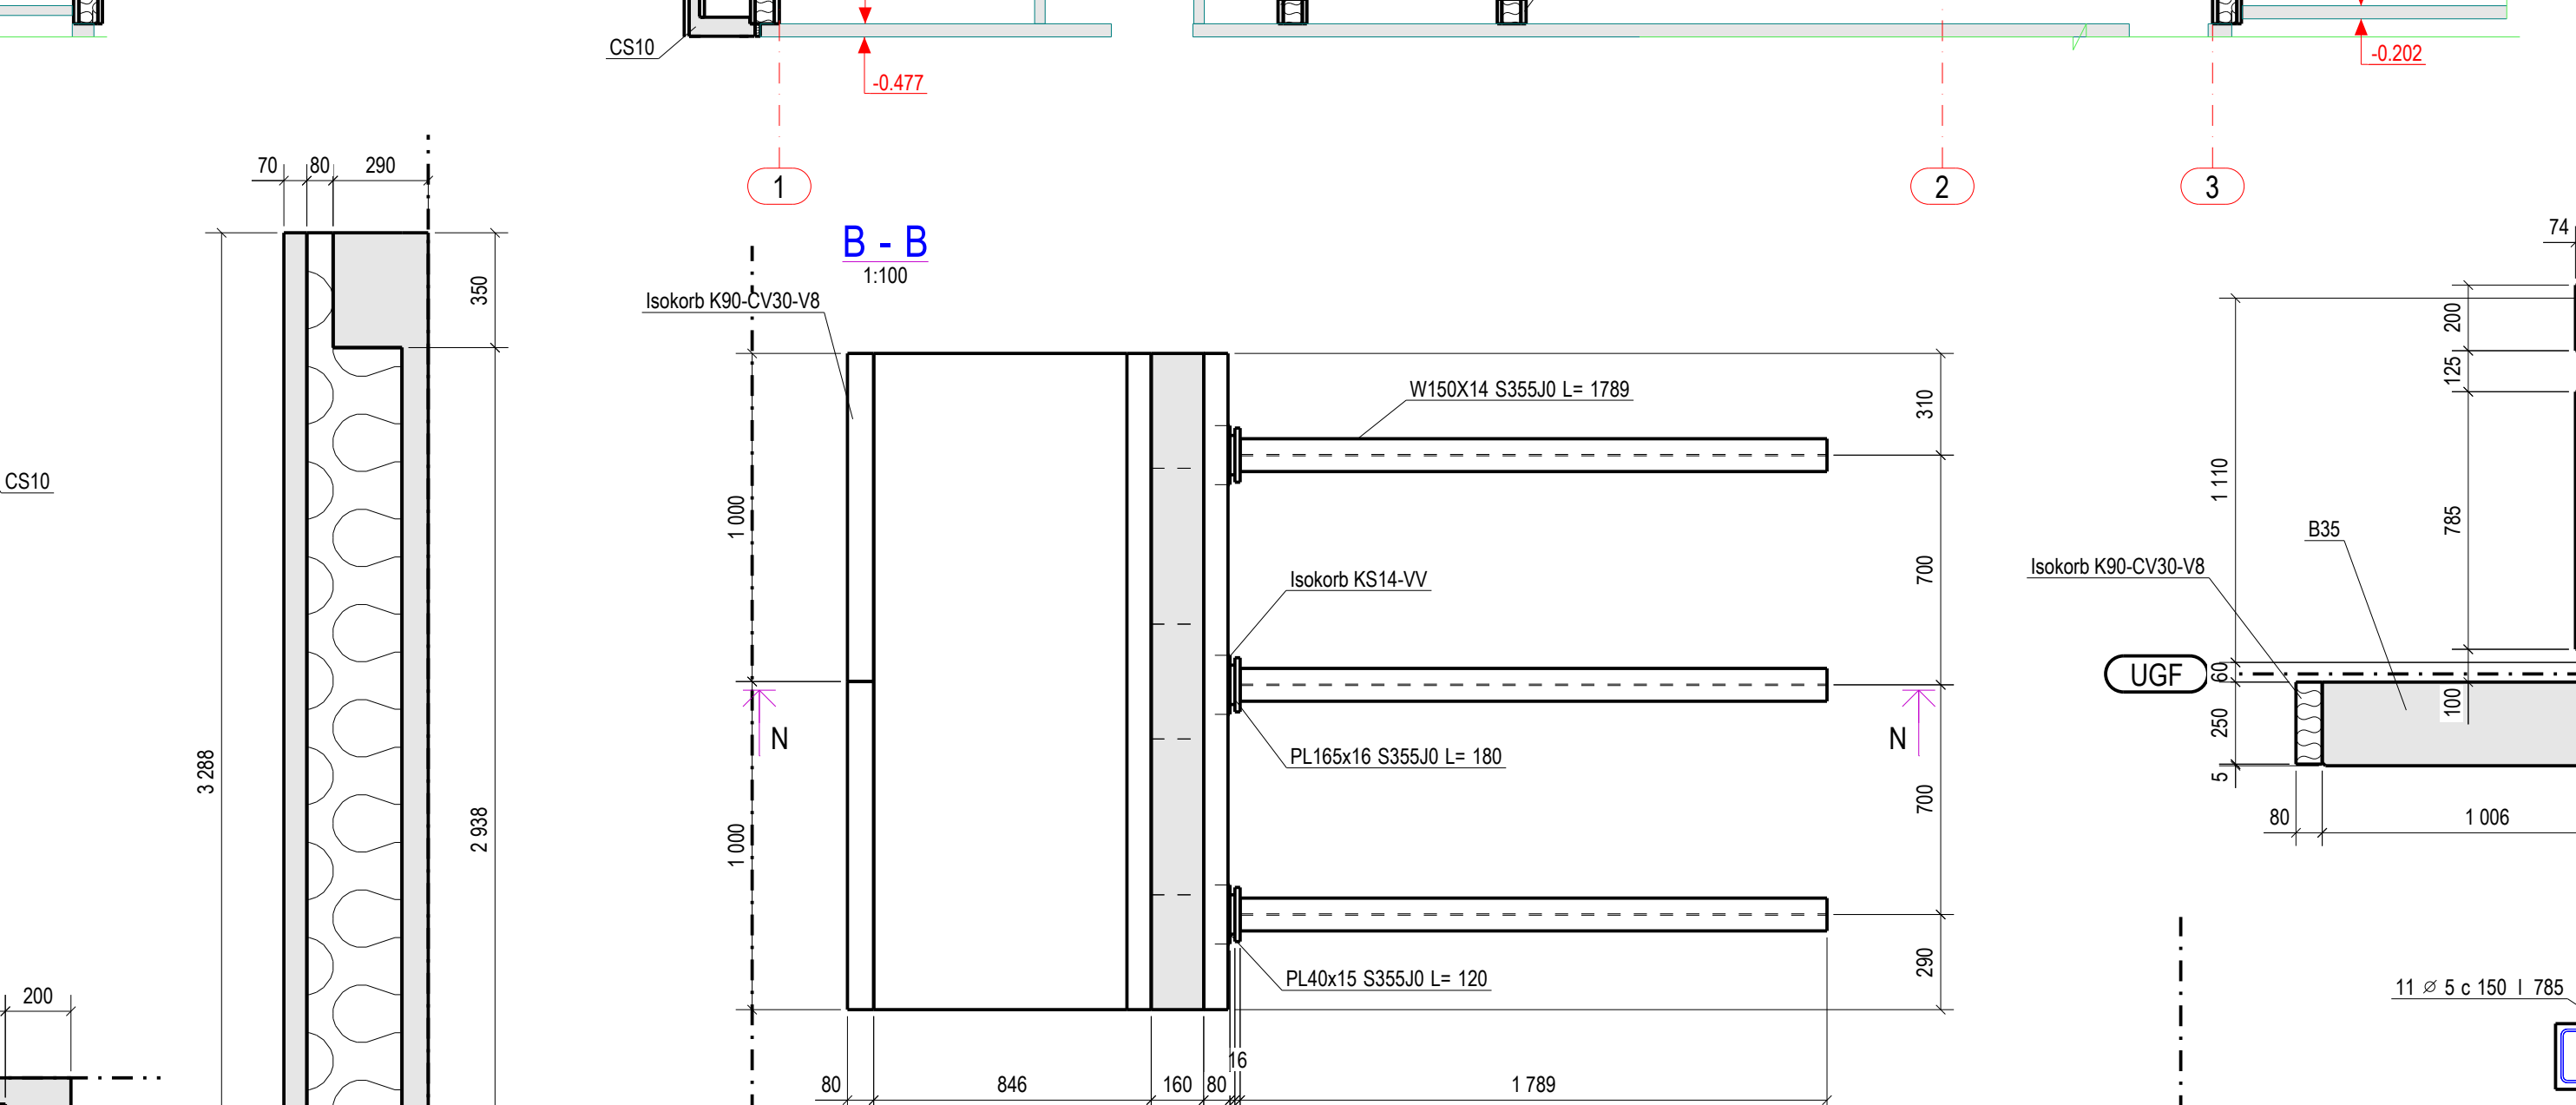 CS10
-0.477
-0.202
1
2
3
70
80
290
350
3 288
2 938
CS10
200
B - B
1:100
Isokorb K90-CV30-V8
W150X14 S355J0 L= 1789
Isokorb KS14-VV
PL165x16 S355J0 L= 180
PL40x15 S355J0 L= 120
1 000
1 000
N
N
310
700
700
290
16
80
846
160
80
1 789
74
200
125
785
1 110
B35
Isokorb K90-CV30-V8
UGF
60
100
250
5
80
1 006
11 ⌀ 5 c 150 l 785